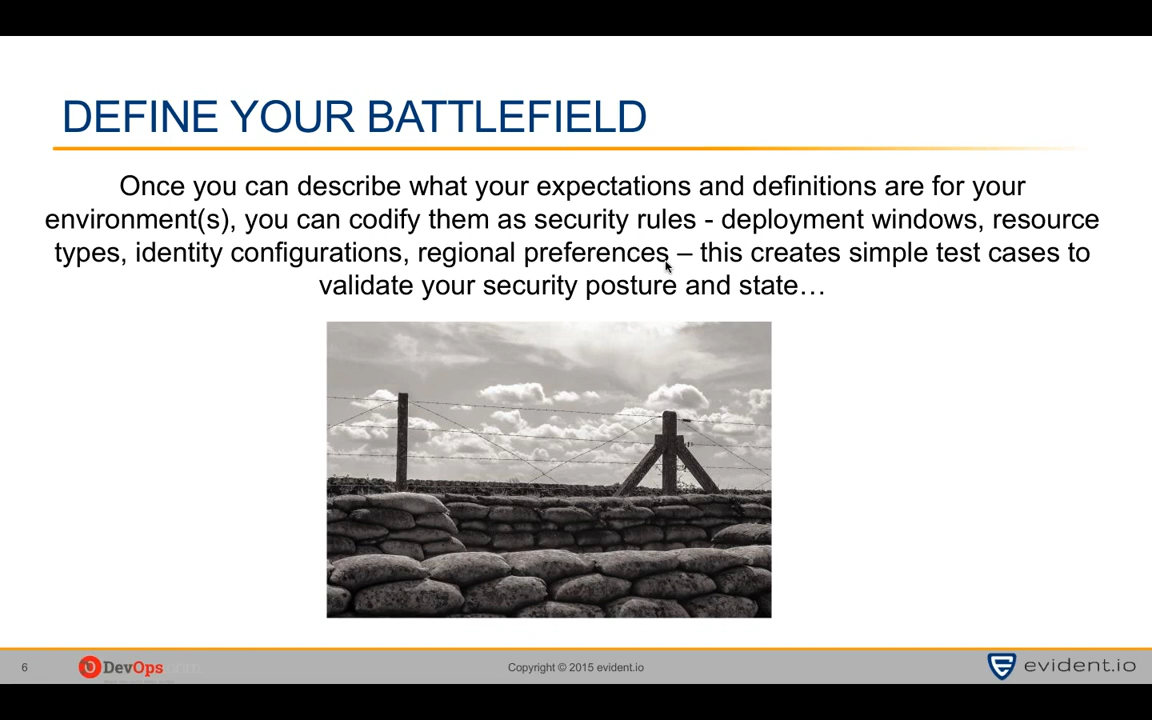 DEFINE YOUR BATTLEFIELD
Once you can describe what your expectations and definitions are for your
environment(s), you can codify them as security rules - deployment windows, resource
types, identity configurations, regional preferences – this creates simple test cases to
validate your security posture and state…
6
DevOps.com
Copyright © 2015 evident.io
evident.io